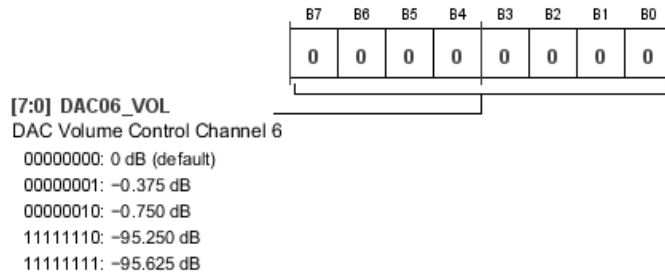 B7 B6 B5 B4 B3 B2 B1 B0
0 0 0 0 0 0 0 0
[7:0] DAC06_VOL
DAC Volume Control Channel 6
00000000: 0 dB (default)
00000001: −0.375 dB
00000010: −0.750 dB
11111110: −95.250 dB
11111111: −95.625 dB